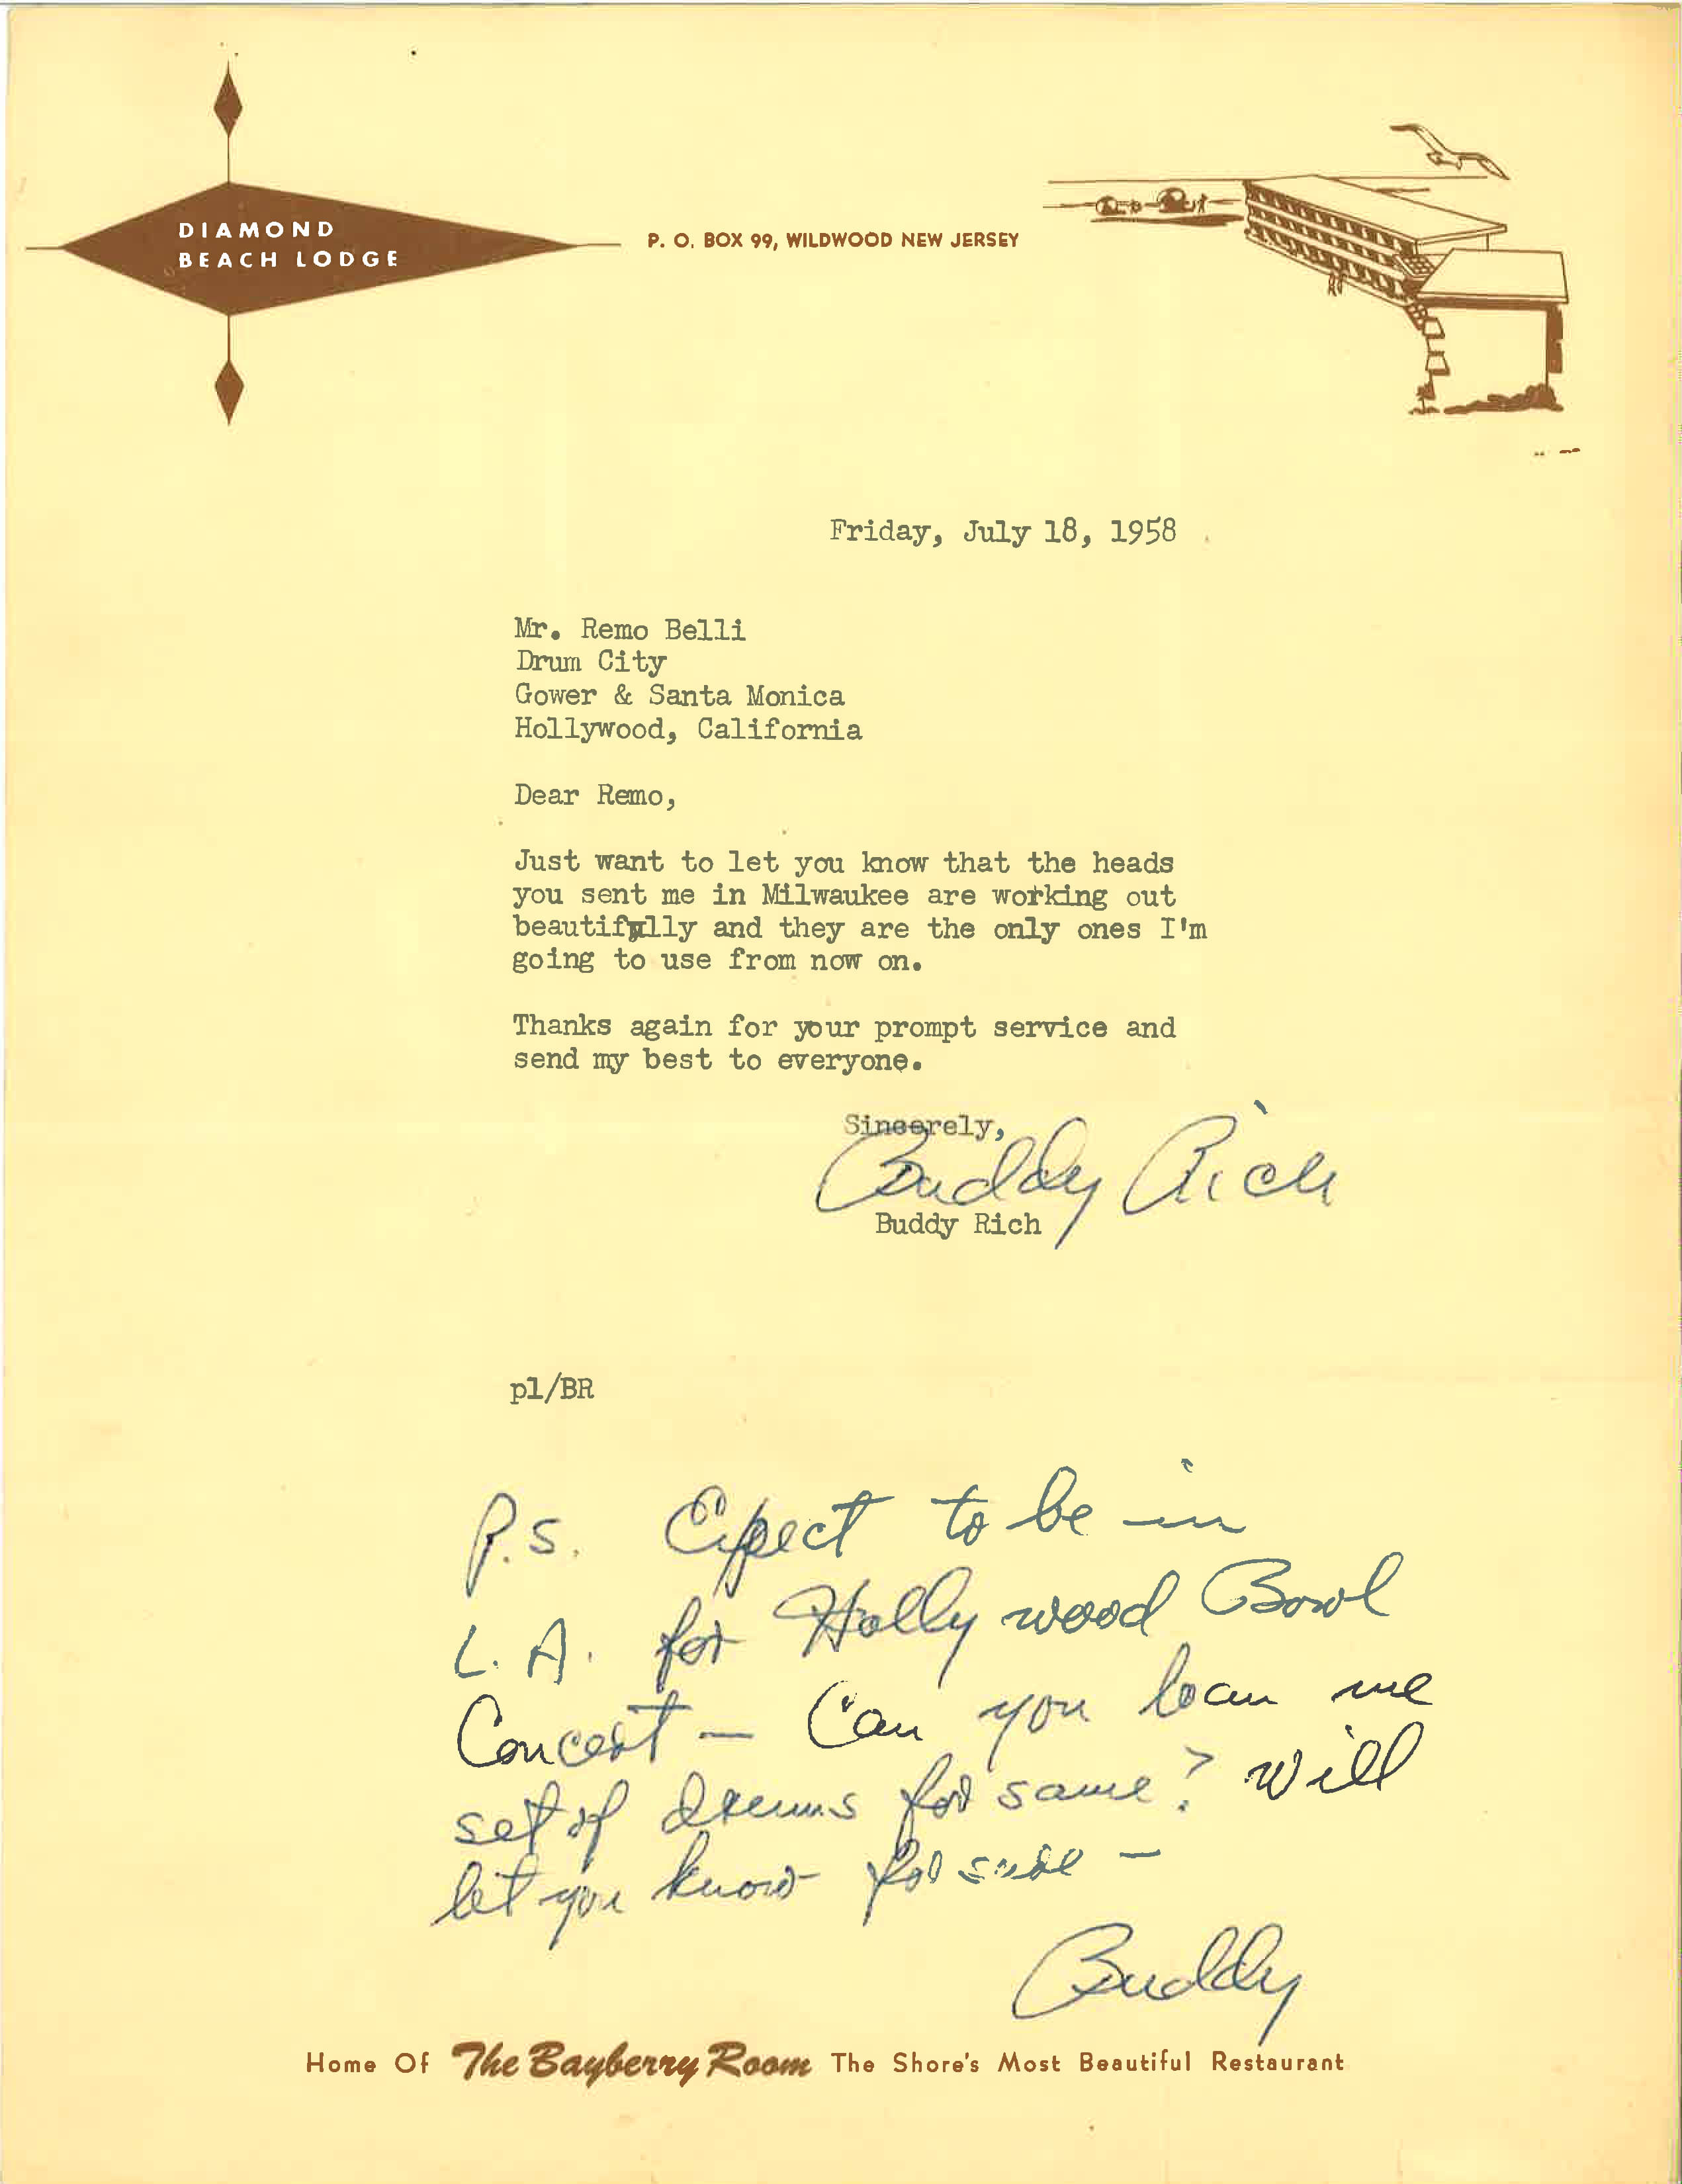 DIAMOND
BEACH LODGE
P. O. BOX 99, WILDWOOD NEW JERSEY
Friday, July 18, 1958
Mr. Remo Belli
Drum City
Gower & Santa Monica
Hollywood, California
Dear Remo,
Just want to let you know that the heads
you sent me in Milwaukee are working out
beautifully and they are the only ones I'm
going to use from now on.
Thanks again for your prompt service and
send my best to everyone.
Sincerely,
Buddy Rich
Buddy Rich
pl/BR
P.S. Expect to be in
L.A. for Hollywood Bowl
Concert — Can you loan me
set of drums for same? Will
let you know for sure —
Buddy
Home Of The Bayberry Room The Shore's Most Beautiful Restaurant